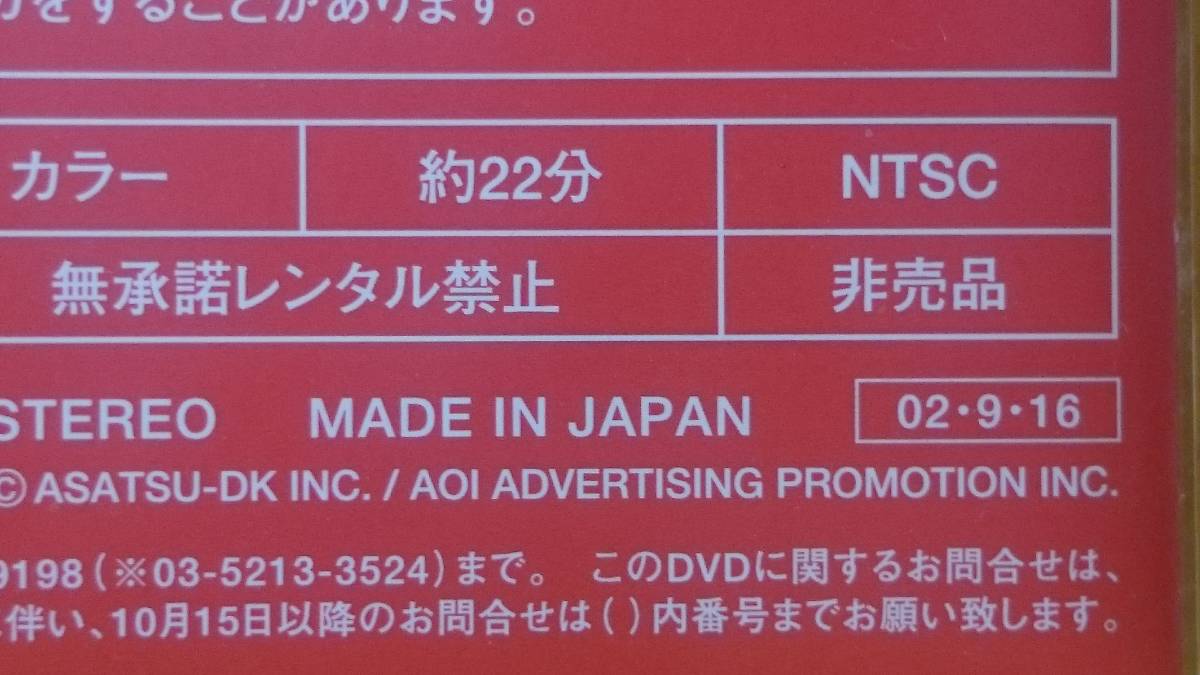 をすることがあります。
カラー 約22分 NTSC
無承諾レンタル禁止 非売品
STEREO MADE IN JAPAN 02・9・16
© ASATSU-DK INC. / AOI ADVERTISING PROMOTION INC.
9198(※03-5213-3524)まで。 このDVDに関するお問合せは、
伴い、10月15日以降のお問合せは( )内番号までお願い致します。